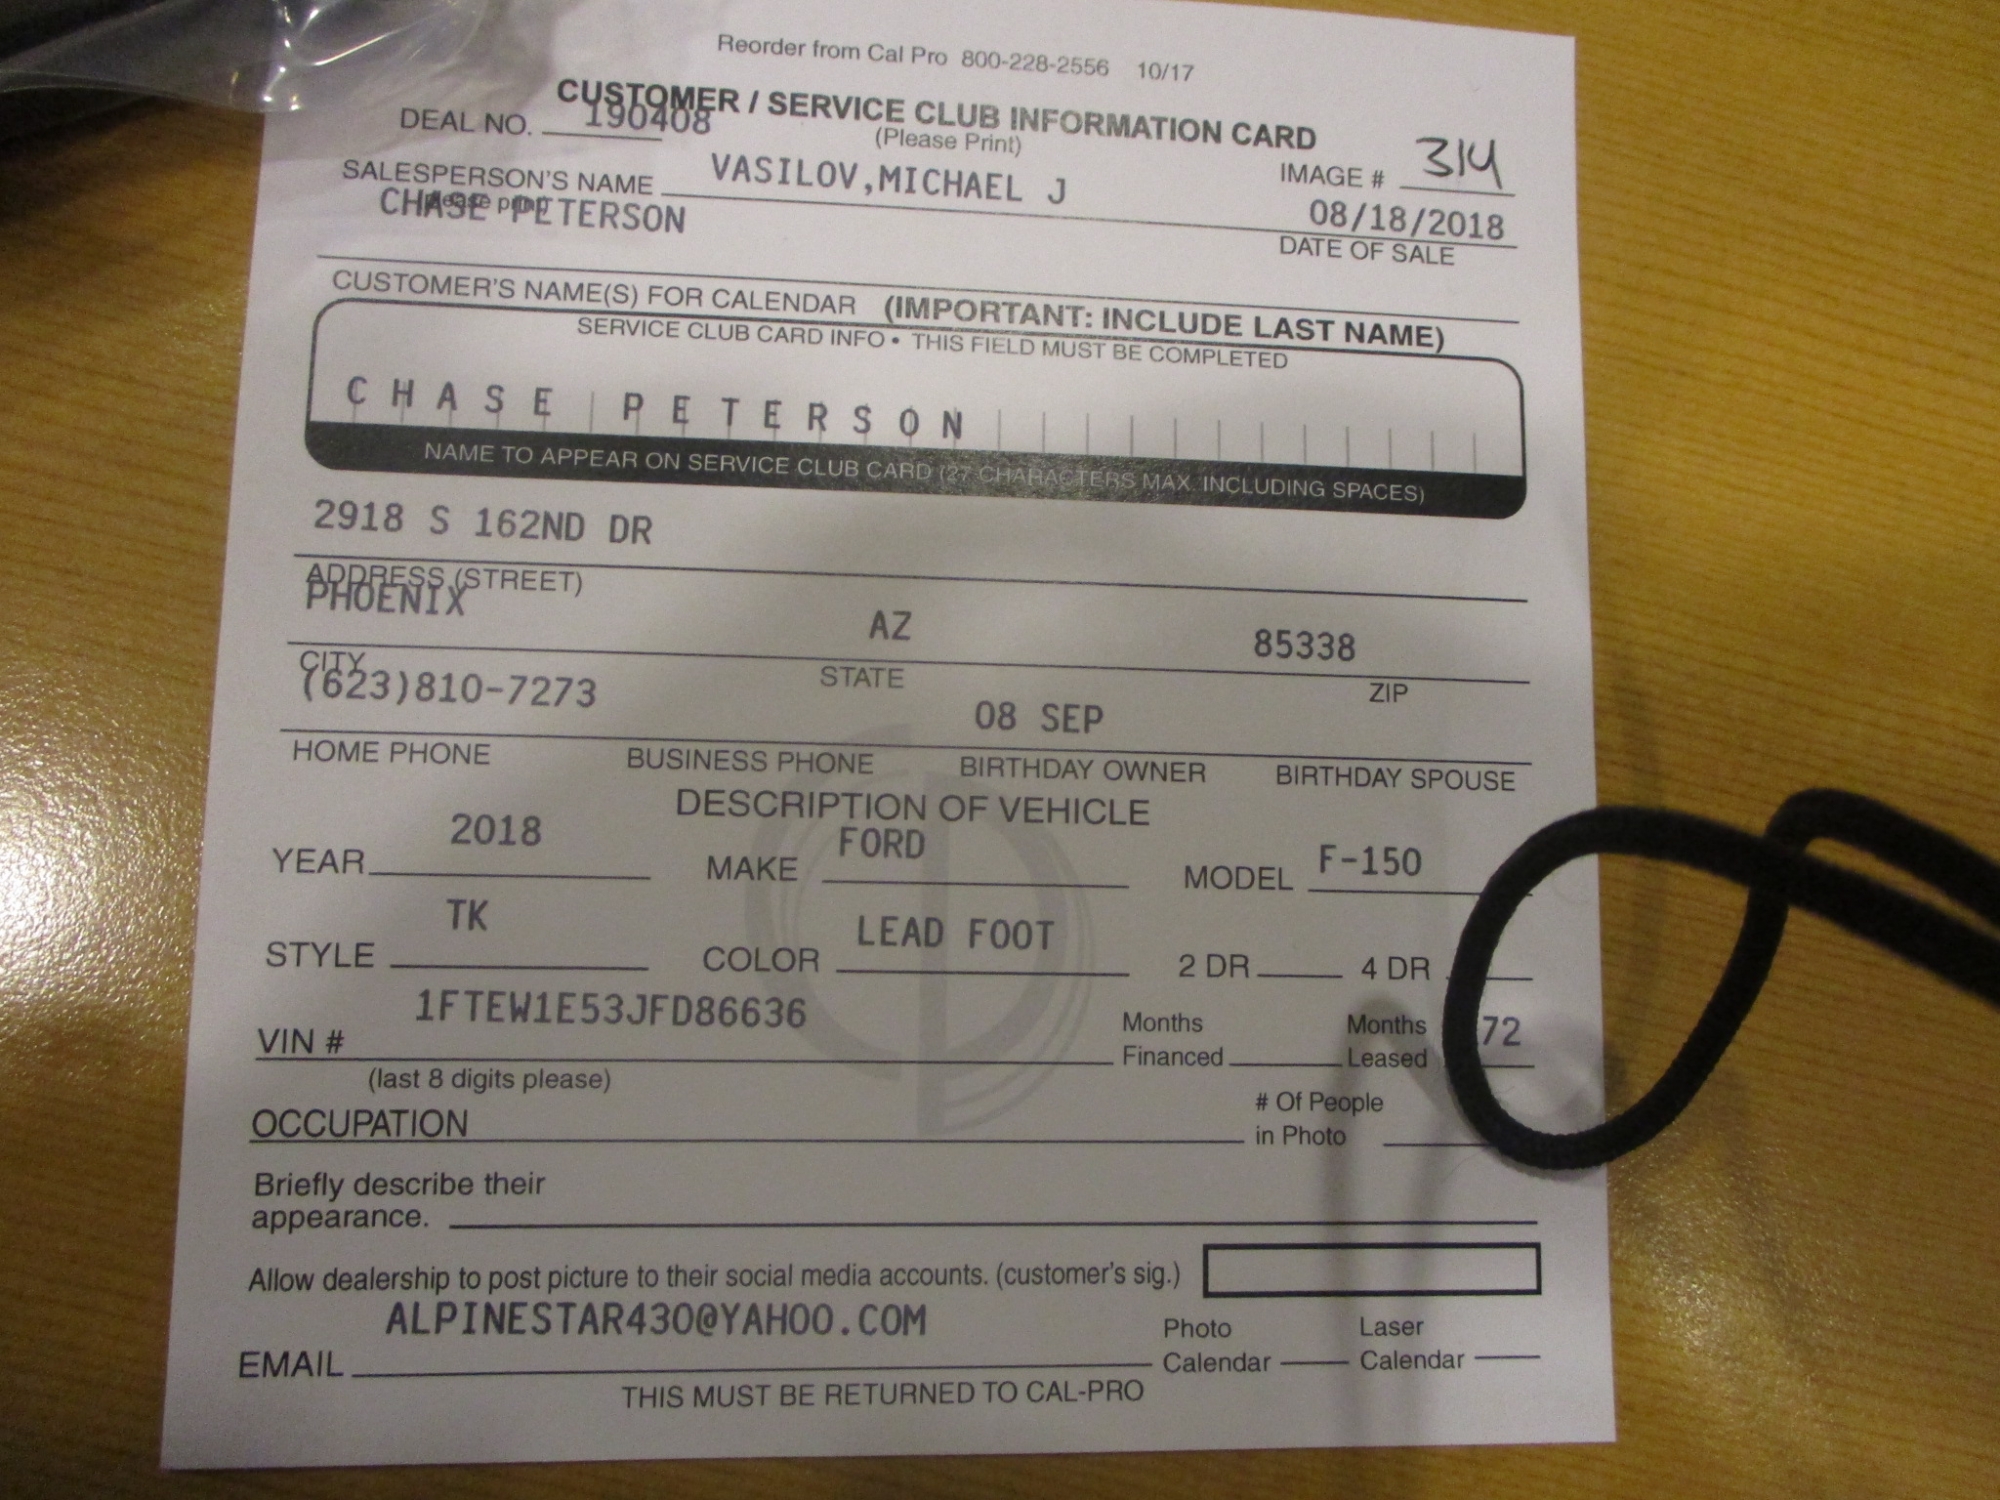 Reorder from Cal Pro 800-228-2556 10/17
CUSTOMER / SERVICE CLUB INFORMATION CARD
DEAL NO. 190408
(Please Print)
IMAGE # 314
SALESPERSON'S NAME VASILOV,MICHAEL J
please print
CHASE PETERSON
08/18/2018
DATE OF SALE
CUSTOMER'S NAME(S) FOR CALENDAR (IMPORTANT: INCLUDE LAST NAME)
SERVICE CLUB CARD INFO • THIS FIELD MUST BE COMPLETED
CHASE PETERSON
NAME TO APPEAR ON SERVICE CLUB CARD (27 CHARACTERS MAX. INCLUDING SPACES)
2918 S 162ND DR
ADDRESS (STREET)
PHOENIX AZ 85338
CITY STATE ZIP
(623)810-7273 08 SEP
HOME PHONE BUSINESS PHONE BIRTHDAY OWNER BIRTHDAY SPOUSE
DESCRIPTION OF VEHICLE
YEAR 2018 MAKE FORD MODEL F-150
STYLE TK COLOR LEAD FOOT 2 DR 4 DR
VIN # 1FTEW1E53JFD86636 Months Financed Months Leased 72
(last 8 digits please)
OCCUPATION # Of People in Photo
Briefly describe their
appearance.
Allow dealership to post picture to their social media accounts. (customer's sig.)
EMAIL ALPINESTAR430@YAHOO.COM Photo Calendar Laser Calendar
THIS MUST BE RETURNED TO CAL-PRO